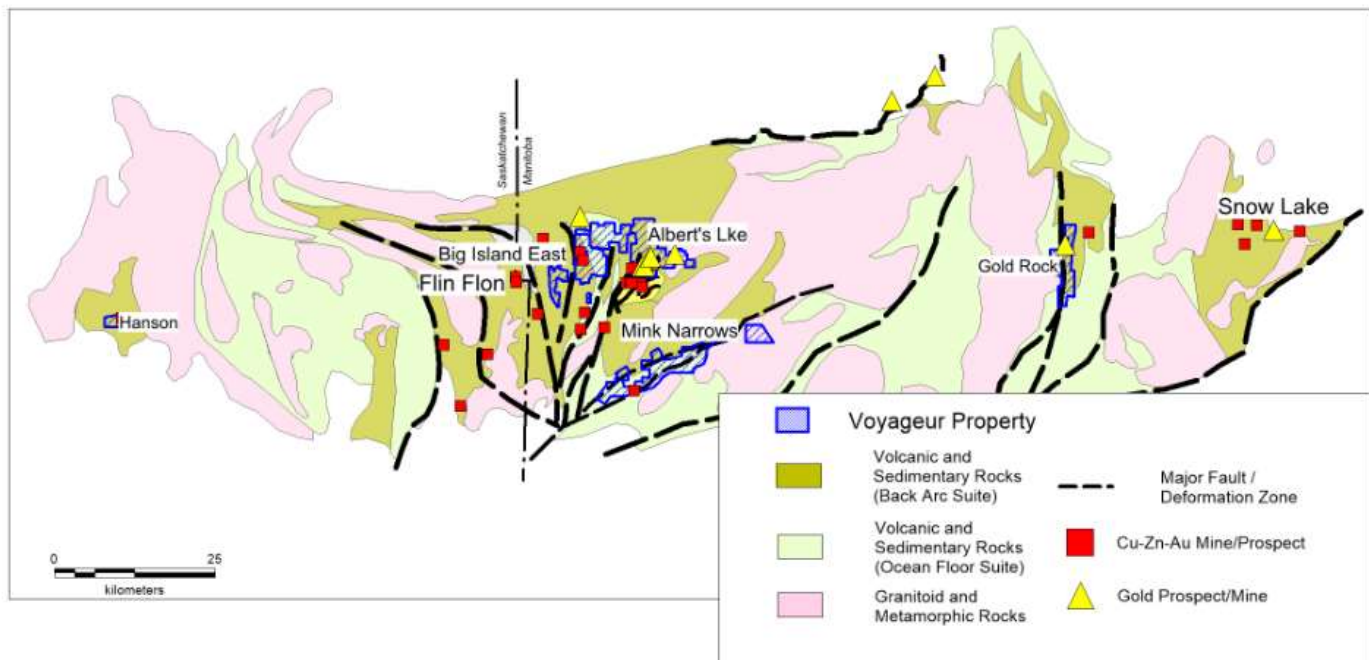 Saskatchewan
Manitoba
Snow Lake
Albert's Lke
Big Island East
Gold Rock
Flin Flon
Hanson
Mink Narrows
Voyageur Property
Volcanic and
Sedimentary Rocks
(Back Arc Suite)
Major Fault /
Deformation Zone
Volcanic and
Sedimentary Rocks
(Ocean Floor Suite)
Cu-Zn-Au Mine/Prospect
Granitoid and
Metamorphic Rocks
Gold Prospect/Mine
0 25
kilometers